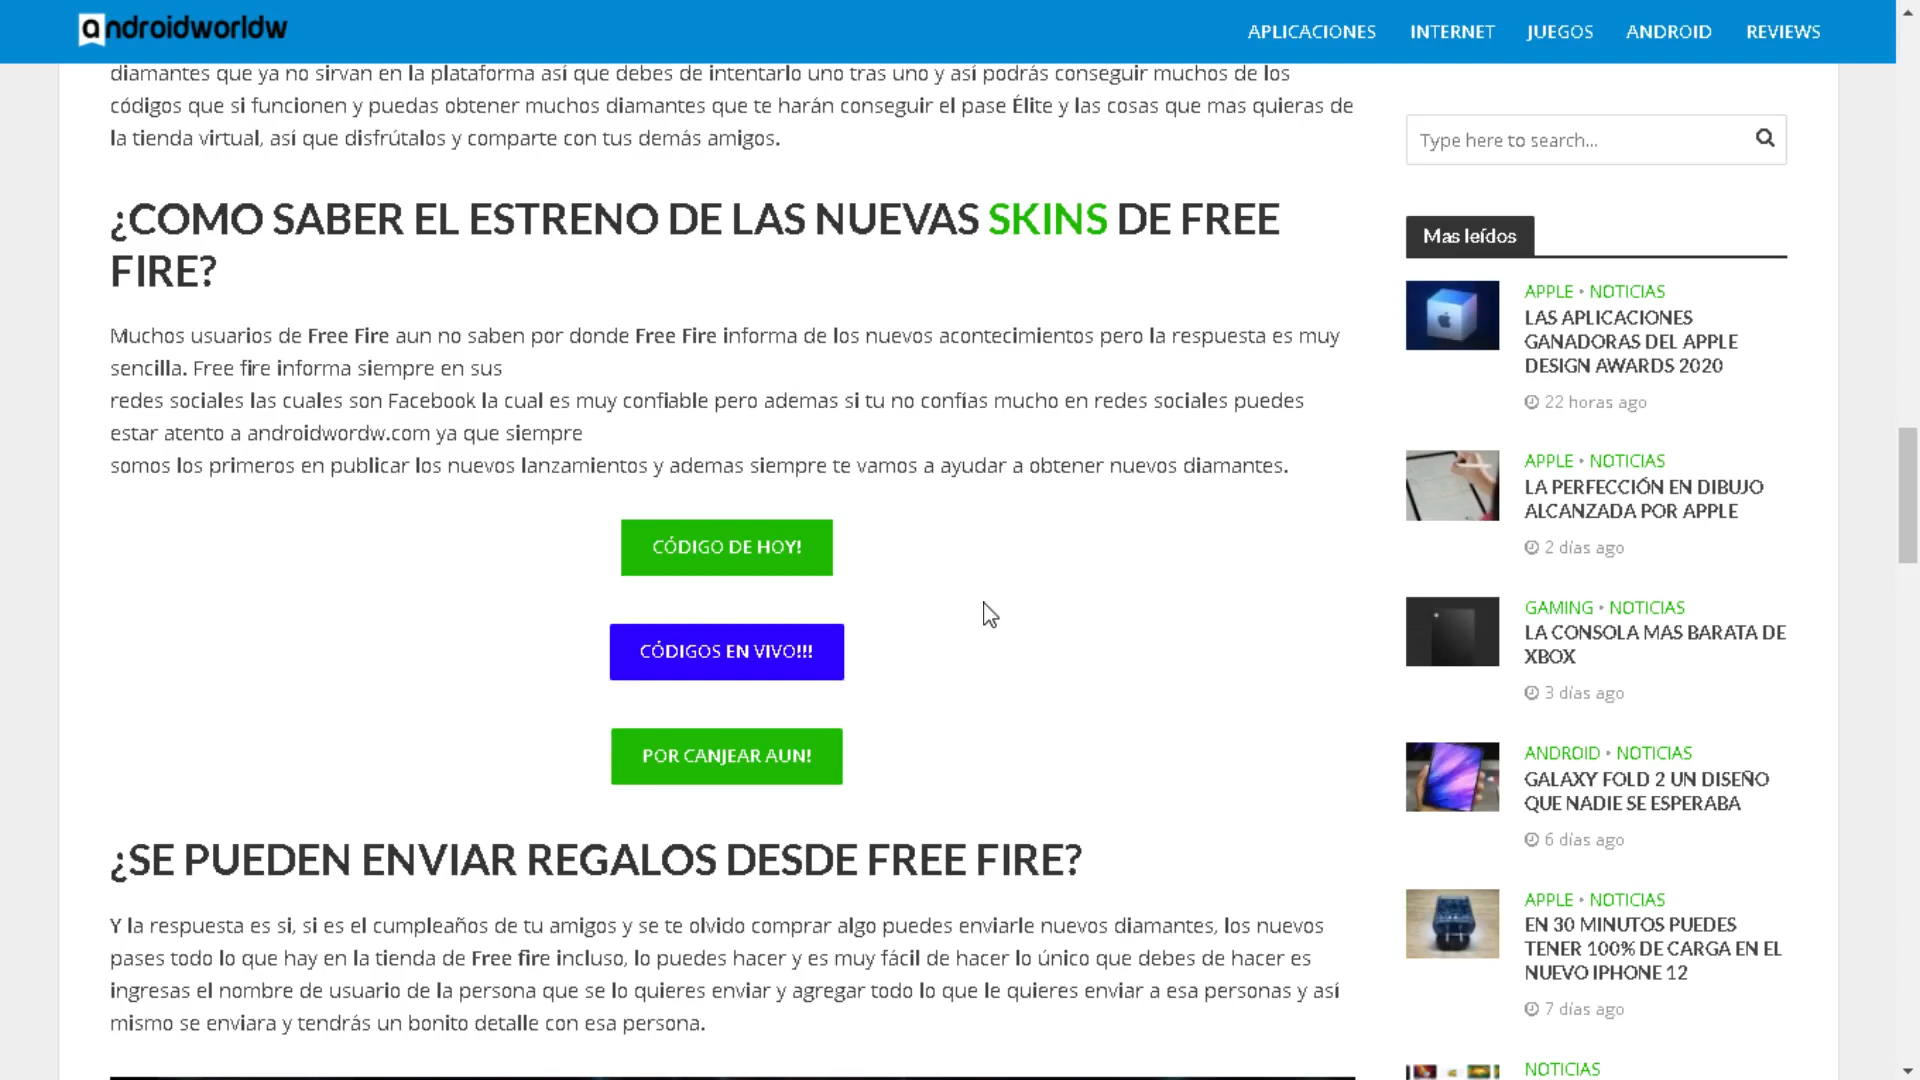 androidworldw
APLICACIONES
INTERNET
JUEGOS
ANDROID
REVIEWS
diamantes que ya no sirvan en la plataforma así que debes de intentarlo uno tras uno y así podrás conseguir muchos de los
códigos que si funcionen y puedas obtener muchos diamantes que te harán conseguir el pase Élite y las cosas que mas quieras de
la tienda virtual, así que disfrútalos y comparte con tus demás amigos.
¿COMO SABER EL ESTRENO DE LAS NUEVAS SKINS DE FREE
FIRE?
Muchos usuarios de Free Fire aun no saben por donde Free Fire informa de los nuevos acontecimientos pero la respuesta es muy
sencilla. Free fire informa siempre en sus
redes sociales las cuales son Facebook la cual es muy confiable pero ademas si tu no confías mucho en redes sociales puedes
estar atento a androidwordw.com ya que siempre
somos los primeros en publicar los nuevos lanzamientos y ademas siempre te vamos a ayudar a obtener nuevos diamantes.
CÓDIGO DE HOY!
CÓDIGOS EN VIVO!!!
POR CANJEAR AUN!
¿SE PUEDEN ENVIAR REGALOS DESDE FREE FIRE?
Y la respuesta es si, si es el cumpleaños de tu amigos y se te olvido comprar algo puedes enviarle nuevos diamantes, los nuevos
pases todo lo que hay en la tienda de Free fire incluso, lo puedes hacer y es muy fácil de hacer lo único que debes de hacer es
ingresas el nombre de usuario de la persona que se lo quieres enviar y agregar todo lo que le quieres enviar a esa personas y así
mismo se enviara y tendrás un bonito detalle con esa persona.
Type here to search...
Mas leídos
APPLE • NOTICIAS
LAS APLICACIONES
GANADORAS DEL APPLE
DESIGN AWARDS 2020
22 horas ago
APPLE • NOTICIAS
LA PERFECCIÓN EN DIBUJO
ALCANZADA POR APPLE
2 días ago
GAMING • NOTICIAS
LA CONSOLA MAS BARATA DE
XBOX
3 días ago
ANDROID • NOTICIAS
GALAXY FOLD 2 UN DISEÑO
QUE NADIE SE ESPERABA
6 días ago
APPLE • NOTICIAS
EN 30 MINUTOS PUEDES
TENER 100% DE CARGA EN EL
NUEVO IPHONE 12
7 días ago
NOTICIAS